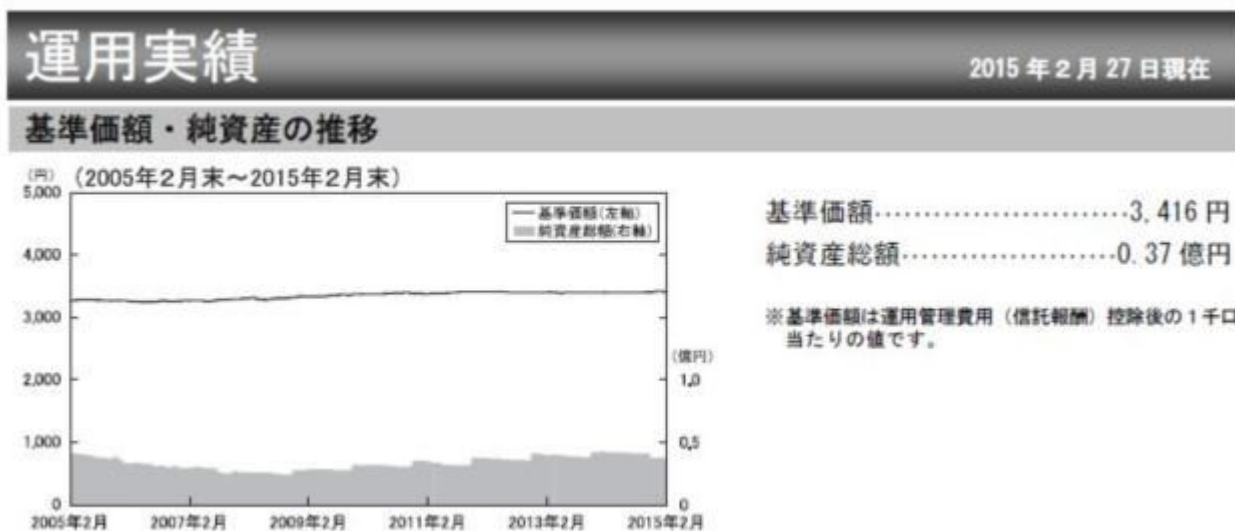 運用実績
2015年2月27日現在
基準価額・純資産の推移
(円) (2005年2月末~2015年2月末)
5,000
4,000
3,000
2,000
1,000
0
基準価額(左軸)
純資産総額(右軸)
(億円)
1.0
0.5
0
2005年2月 2007年2月 2009年2月 2011年2月 2013年2月 2015年2月
基準価額…………………………3,416円
純資産総額……………………0.37億円
※基準価額は運用管理費用(信託報酬)控除後の1千口
当たりの値です。